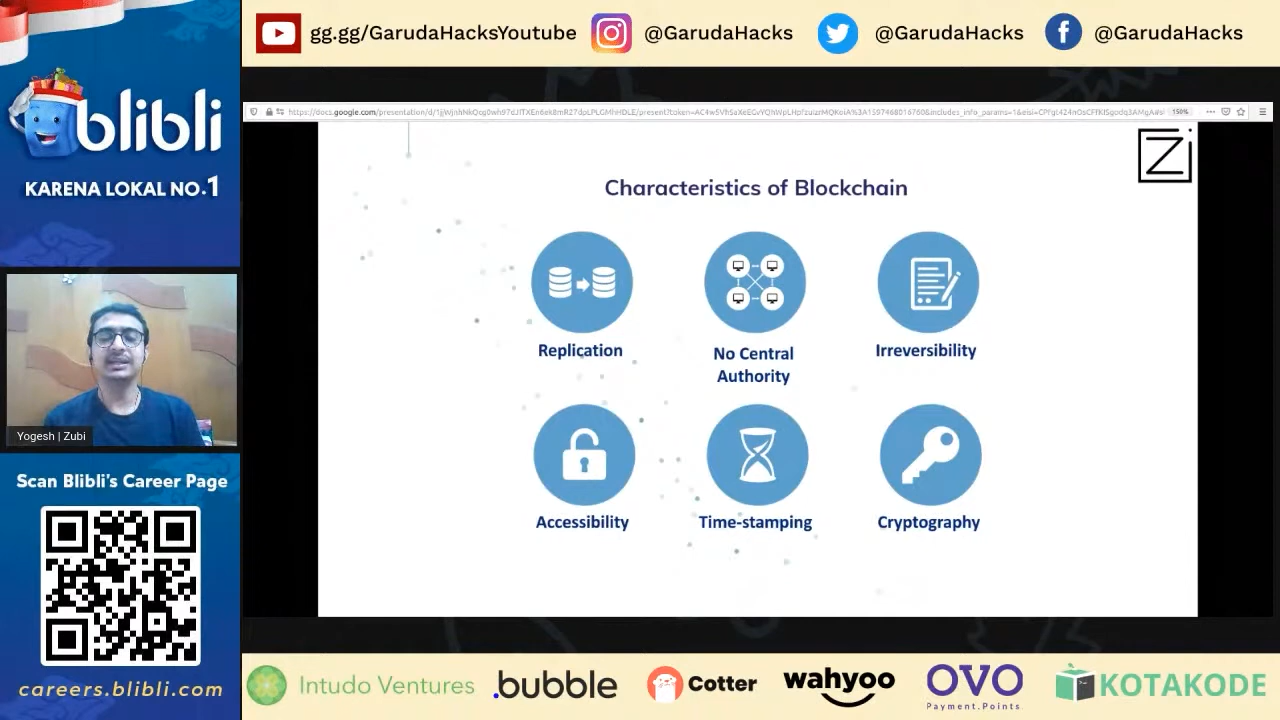 gg.gg/GarudaHacksYoutube
@GarudaHacks
@GarudaHacks
@GarudaHacks
blibli
KARENA LOKAL NO.1
150%
Zi
Characteristics of Blockchain
Replication
No Central
Authority
Irreversibility
Accessibility
Time-stamping
Cryptography
Yogesh | Zubi
Scan Blibli's Career Page
careers.blibli.com
Intudo Ventures
.bubble
Cotter
wahyoo
OVO
Payment.Points
KOTAKODE